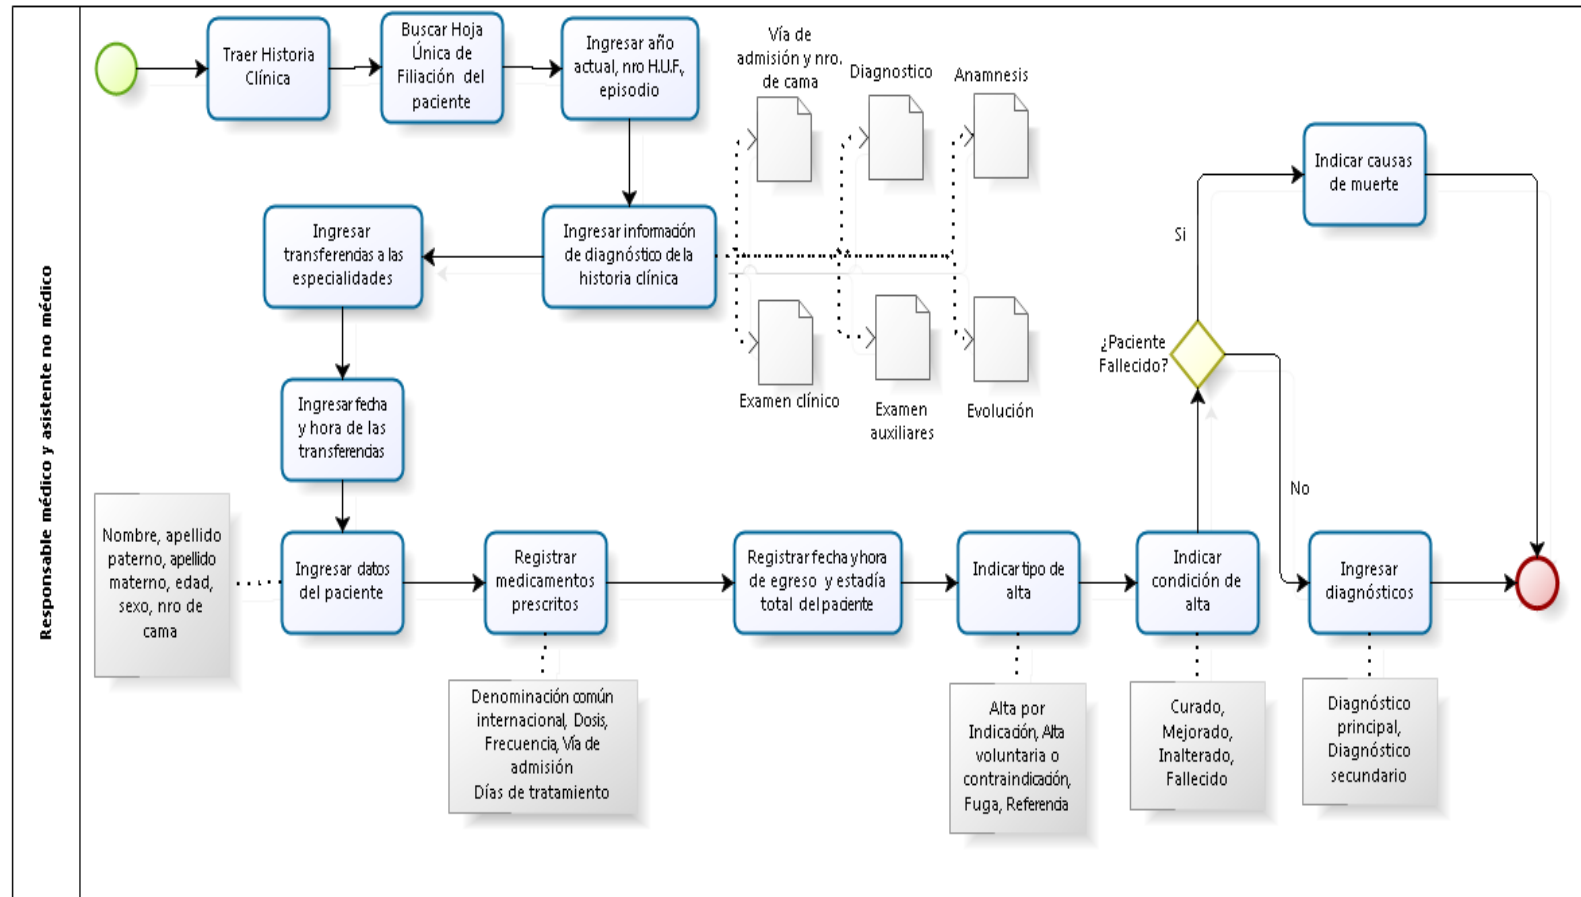 Responsable médico y asistente no médico
Traer Historia
Clínica
Buscar Hoja
Única de
Filiación del
paciente
Ingresar año
actual, nro H.U.F,
episodio
Vía de
admisión y nro.
de cama
Diagnostico
Anamnesis
Indicar causas
de muerte
Ingresar
transferencias a las
especialidades
Ingresar información
de diagnóstico de la
historia clínica
Si
¿Paciente
Fallecido?
Examen clínico
Examen
auxiliares
Evolución
Ingresar fecha
y hora de las
transferencias
No
Nombre, apellido
paterno, apellido
materno, edad,
sexo, nro de
cama
Ingresar datos
del paciente
Registrar
medicamentos
prescritos
Registrar fecha y hora
de egreso y estadía
total del paciente
Indicar tipo de
alta
Indicar
condición de
alta
Ingresar
diagnósticos
Denominación común
internacional, Dosis,
Frecuencia, Vía de
admisión
Días de tratamiento
Alta por
Indicación, Alta
voluntaria o
contraindicación,
Fuga, Referencia
Curado,
Mejorado,
Inalterado,
Fallecido
Diagnóstico
principal,
Diagnóstico
secundario